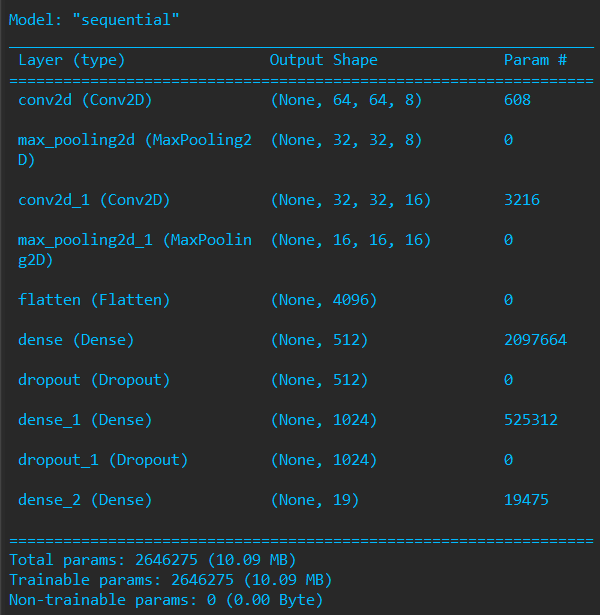 Model: "sequential"
Layer (type) Output Shape Param #
conv2d (Conv2D) (None, 64, 64, 8) 608
max_pooling2d (MaxPooling2 (None, 32, 32, 8) 0
D)
conv2d_1 (Conv2D) (None, 32, 32, 16) 3216
max_pooling2d_1 (MaxPoolin (None, 16, 16, 16) 0
g2D)
flatten (Flatten) (None, 4096) 0
dense (Dense) (None, 512) 2097664
dropout (Dropout) (None, 512) 0
dense_1 (Dense) (None, 1024) 525312
dropout_1 (Dropout) (None, 1024) 0
dense_2 (Dense) (None, 19) 19475
Total params: 2646275 (10.09 MB)
Trainable params: 2646275 (10.09 MB)
Non-trainable params: 0 (0.00 Byte)